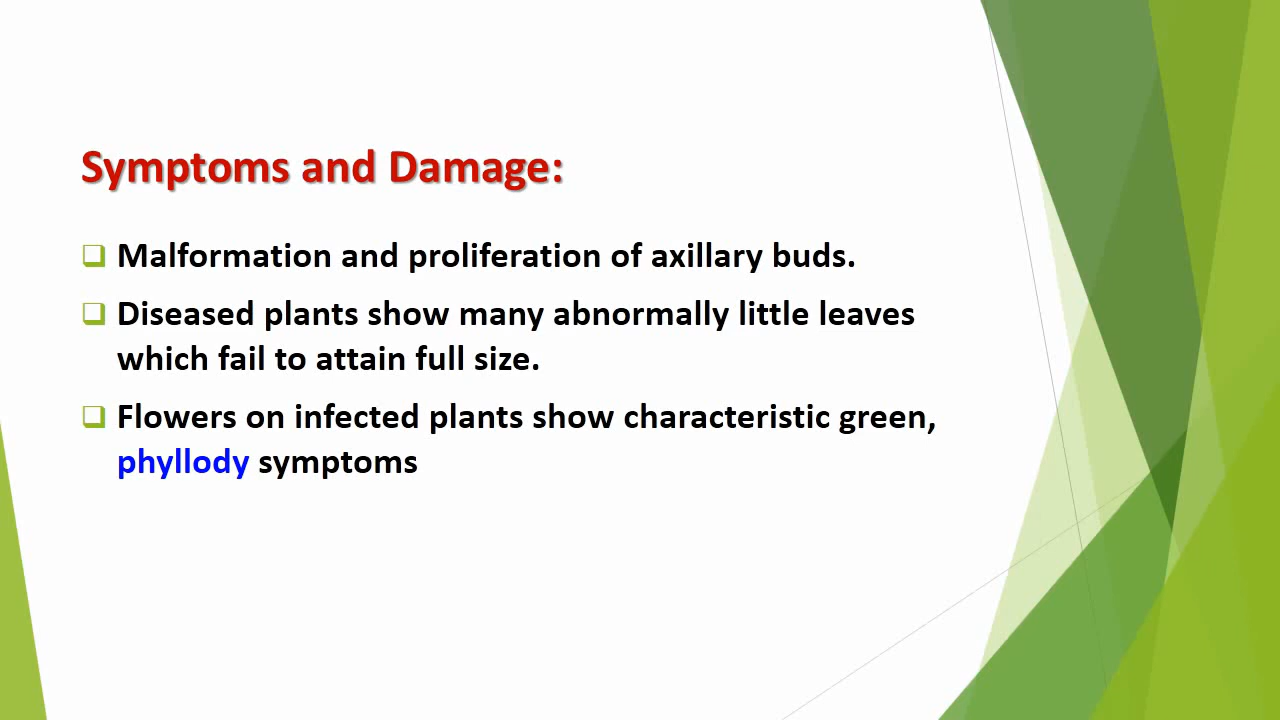 Symptoms and Damage:
Malformation and proliferation of axillary buds.
Diseased plants show many abnormally little leaves
which fail to attain full size.
Flowers on infected plants show characteristic green,
phyllody symptoms